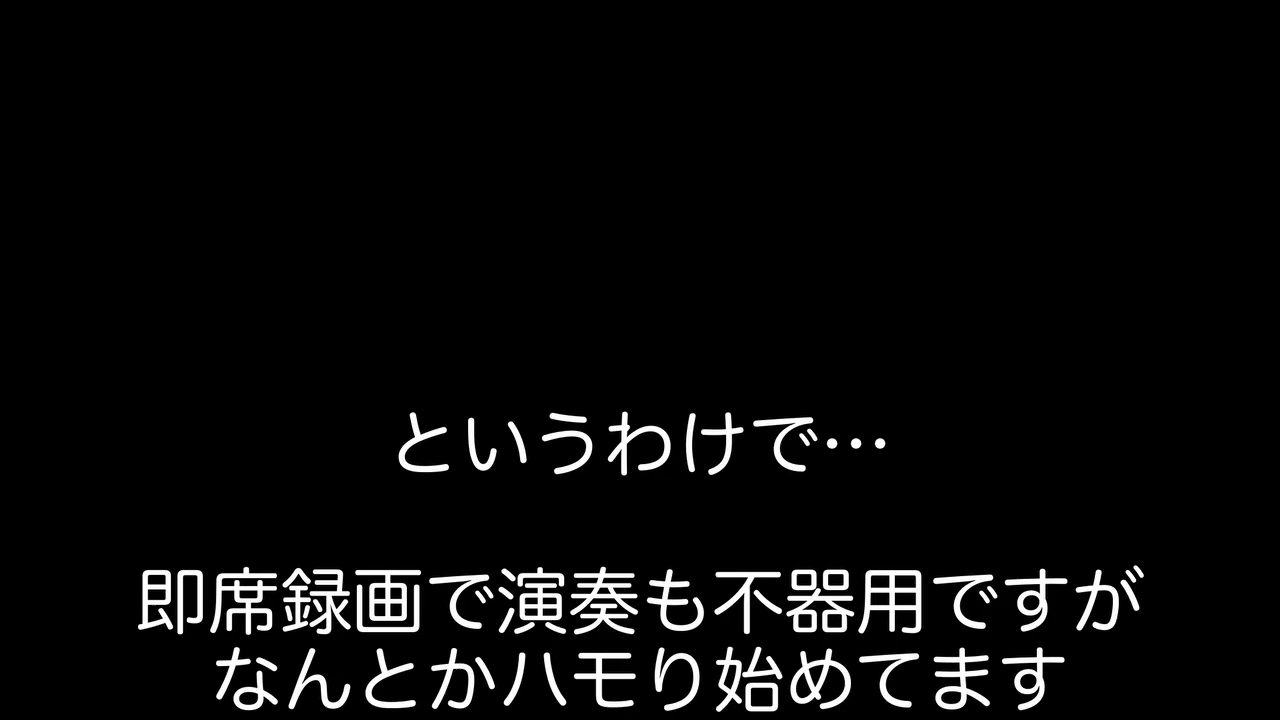 というわけで…
即席録画で演奏も不器用ですが
なんとかハモり始めてます